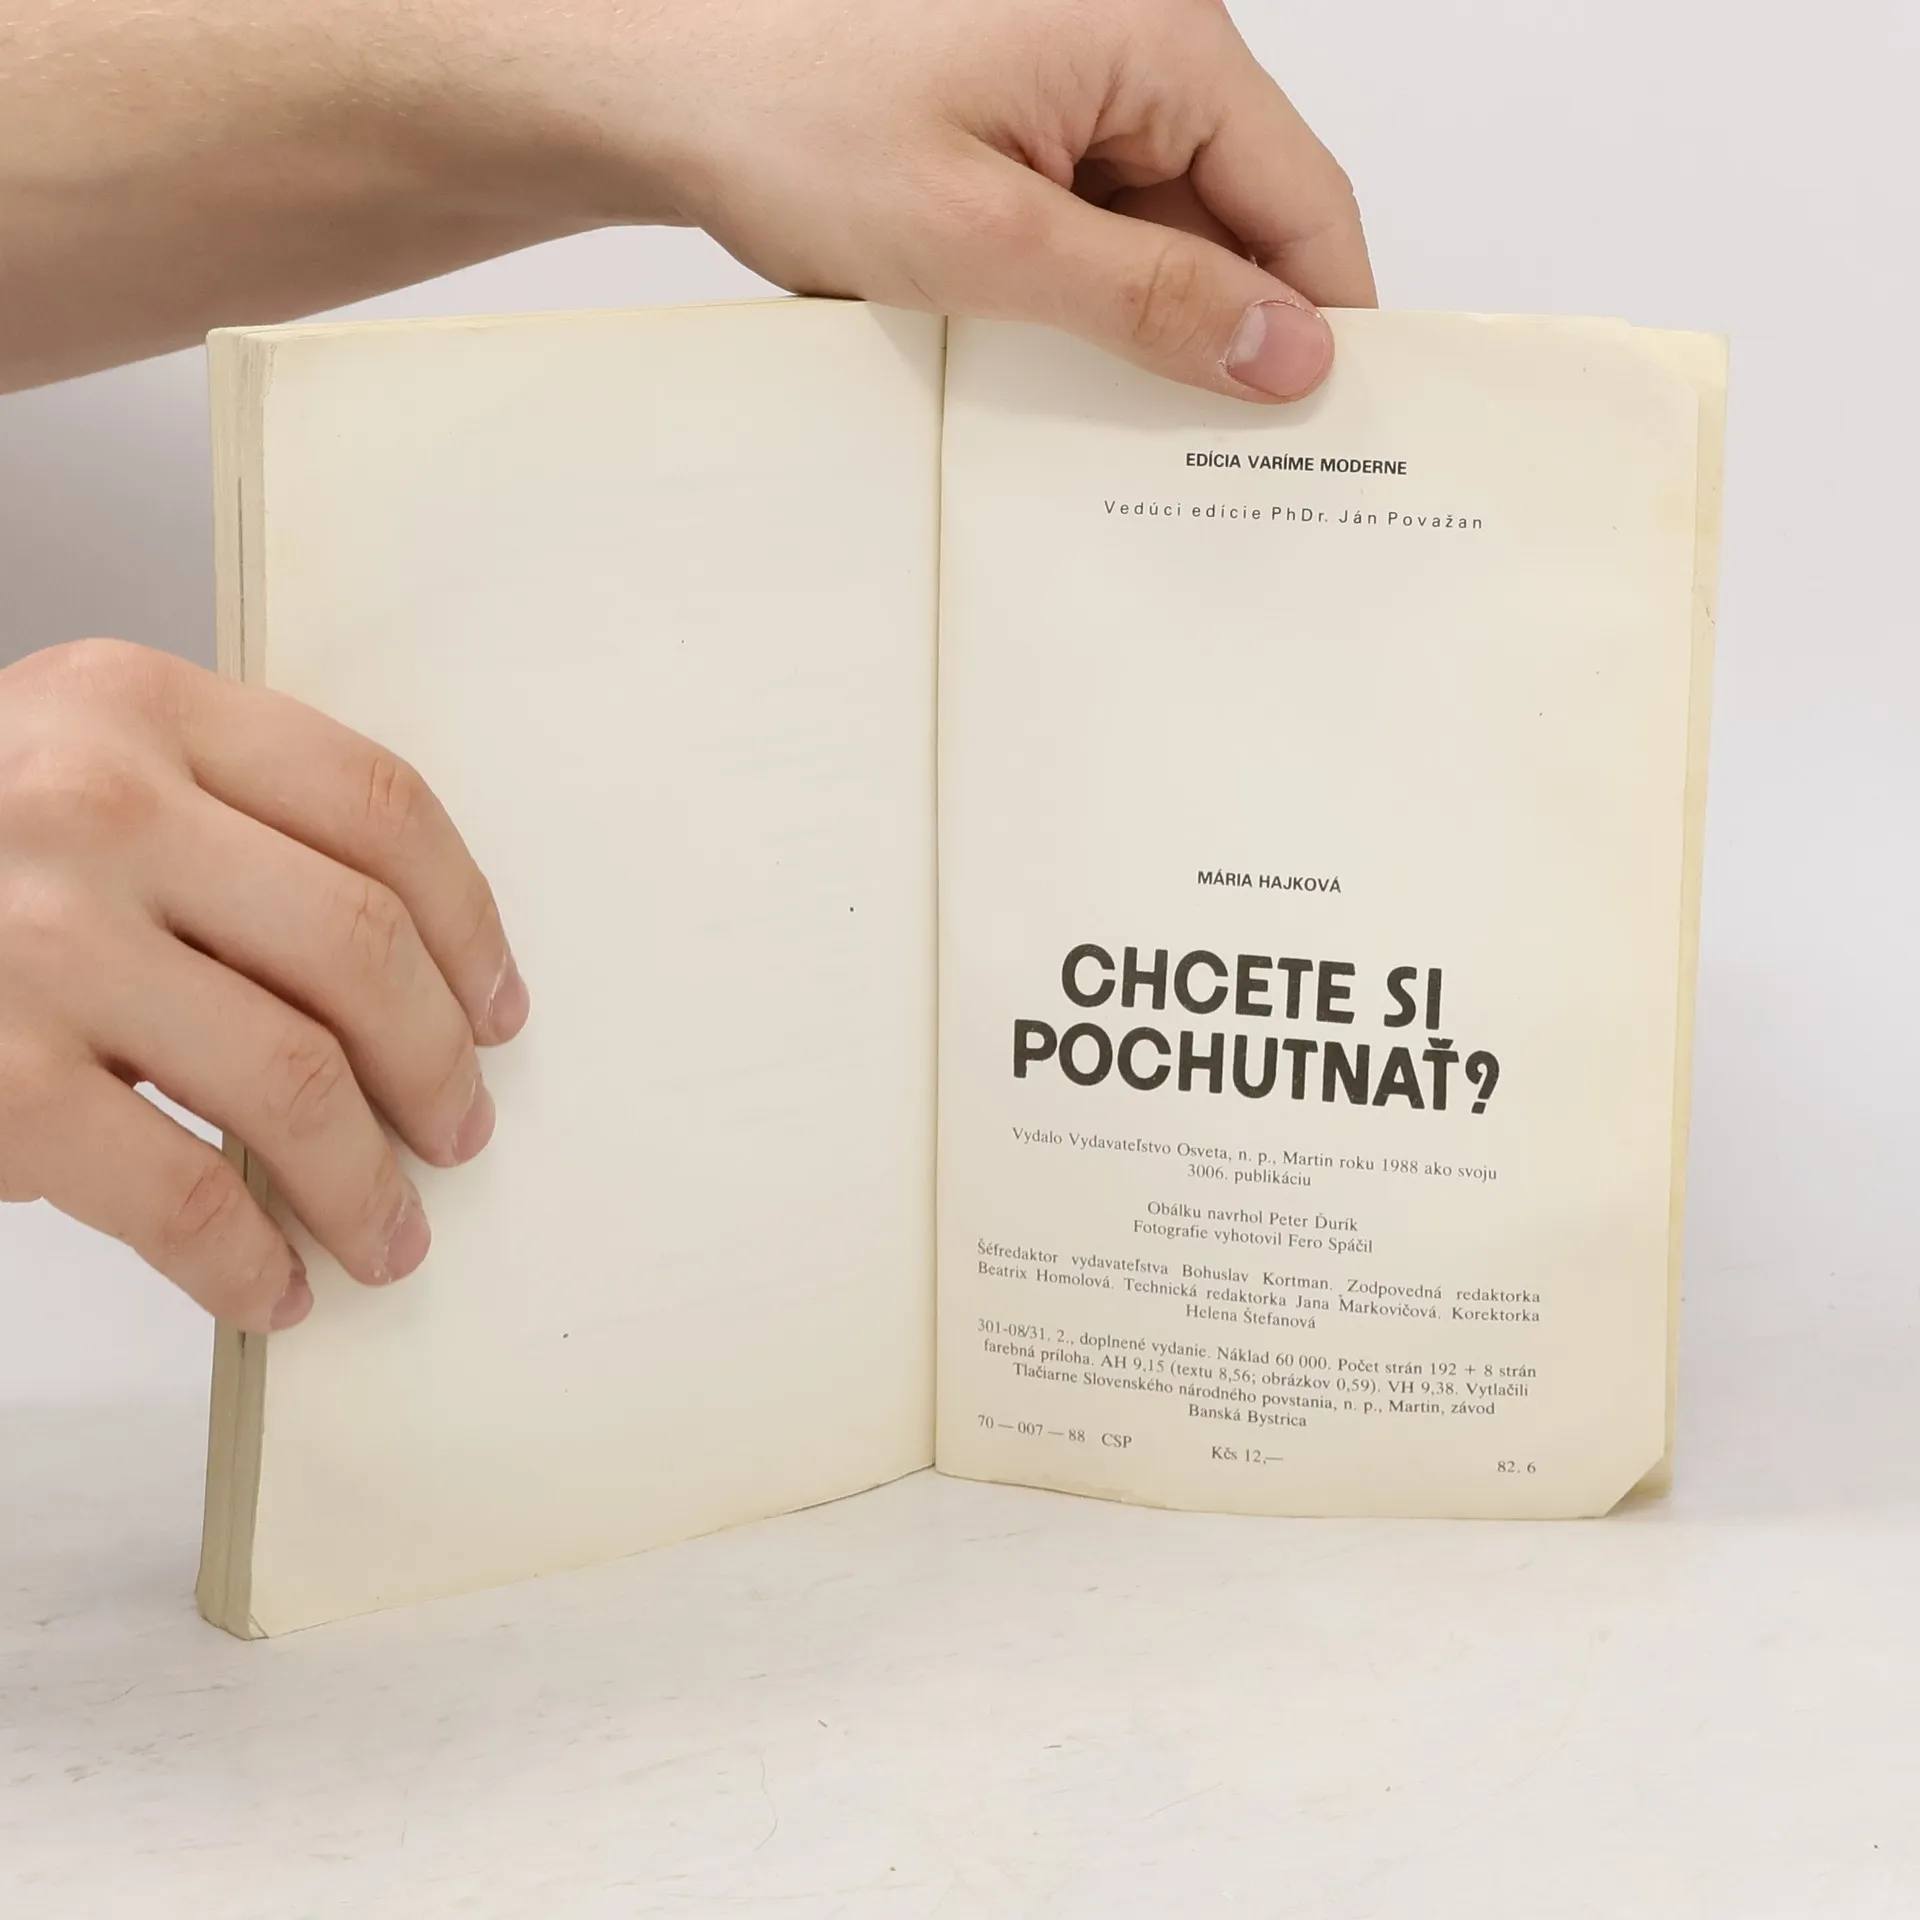 EDÍCIA VARÍME MODERNE
Vedúci edície PhDr. Ján Považan
MÁRIA HAJKOVÁ
CHCETE SI
POCHUTNAŤ?
Vydalo Vydavateľstvo Osveta, n. p., Martin roku 1988 ako svoju
3006. publikáciu
Obálku navrhol Peter Ďurík
Fotografie vyhotovil Fero Spáčil
Šéfredaktor vydavateľstva Bohuslav Kortman. Zodpovedná redaktorka
Beatrix Homolová. Technická redaktorka Jana Markovičová. Korektorka
Helena Štefanová
301-08/31. 2., doplnené vydanie. Náklad 60 000. Počet strán 192 + 8 strán
farebná príloha. AH 9,15 (textu 8,56; obrázkov 0,59). VH 9,38. Vytlačili
Tlačiarne Slovenského národného povstania, n. p., Martin, závod
Banská Bystrica
70 — 007 — 88 CSP Kčs 12,— 82. 6